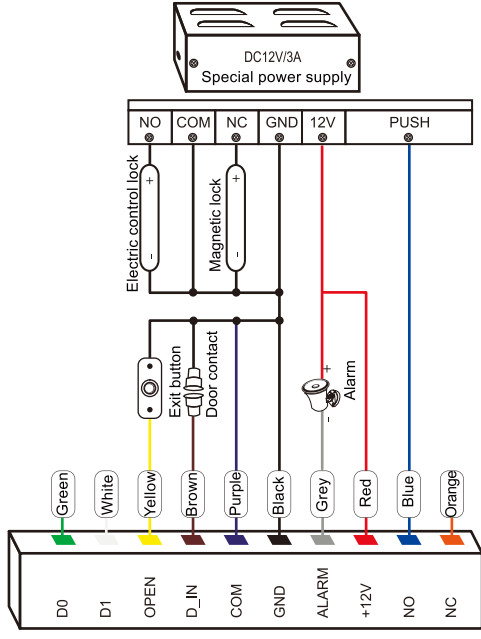 DC12V/3A
Special power supply
NO COM NC GND 12V PUSH
Electric control lock
+
-
Magnetic lock
+
-
Exit button
Door contact
+
-
Alarm
Green White Yellow Brown Purple Black Grey Red Blue Orange
D0 D1 OPEN D_IN COM GND ALARM +12V NO NC